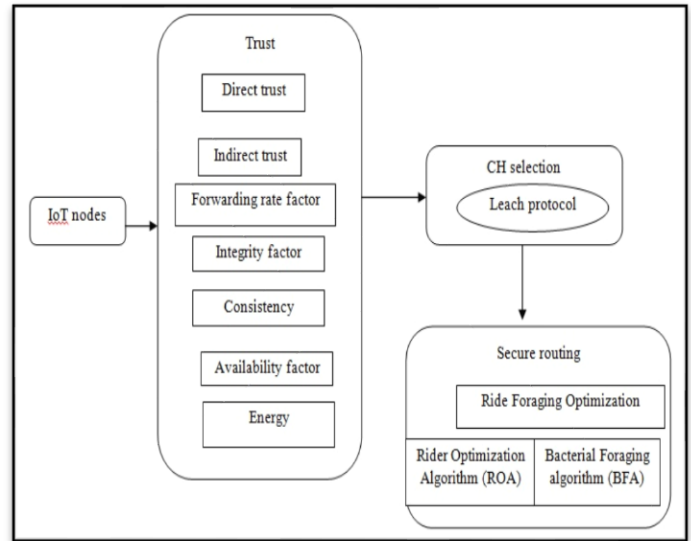 Trust
Direct trust
Indirect trust
Forwarding rate factor
Integrity factor
Consistency
Availability factor
Energy
IoT nodes
CH selection
Leach protocol
Secure routing
Ride Foraging Optimization
Rider Optimization
Algorithm (ROA)
Bacterial Foraging
algorithm (BFA)